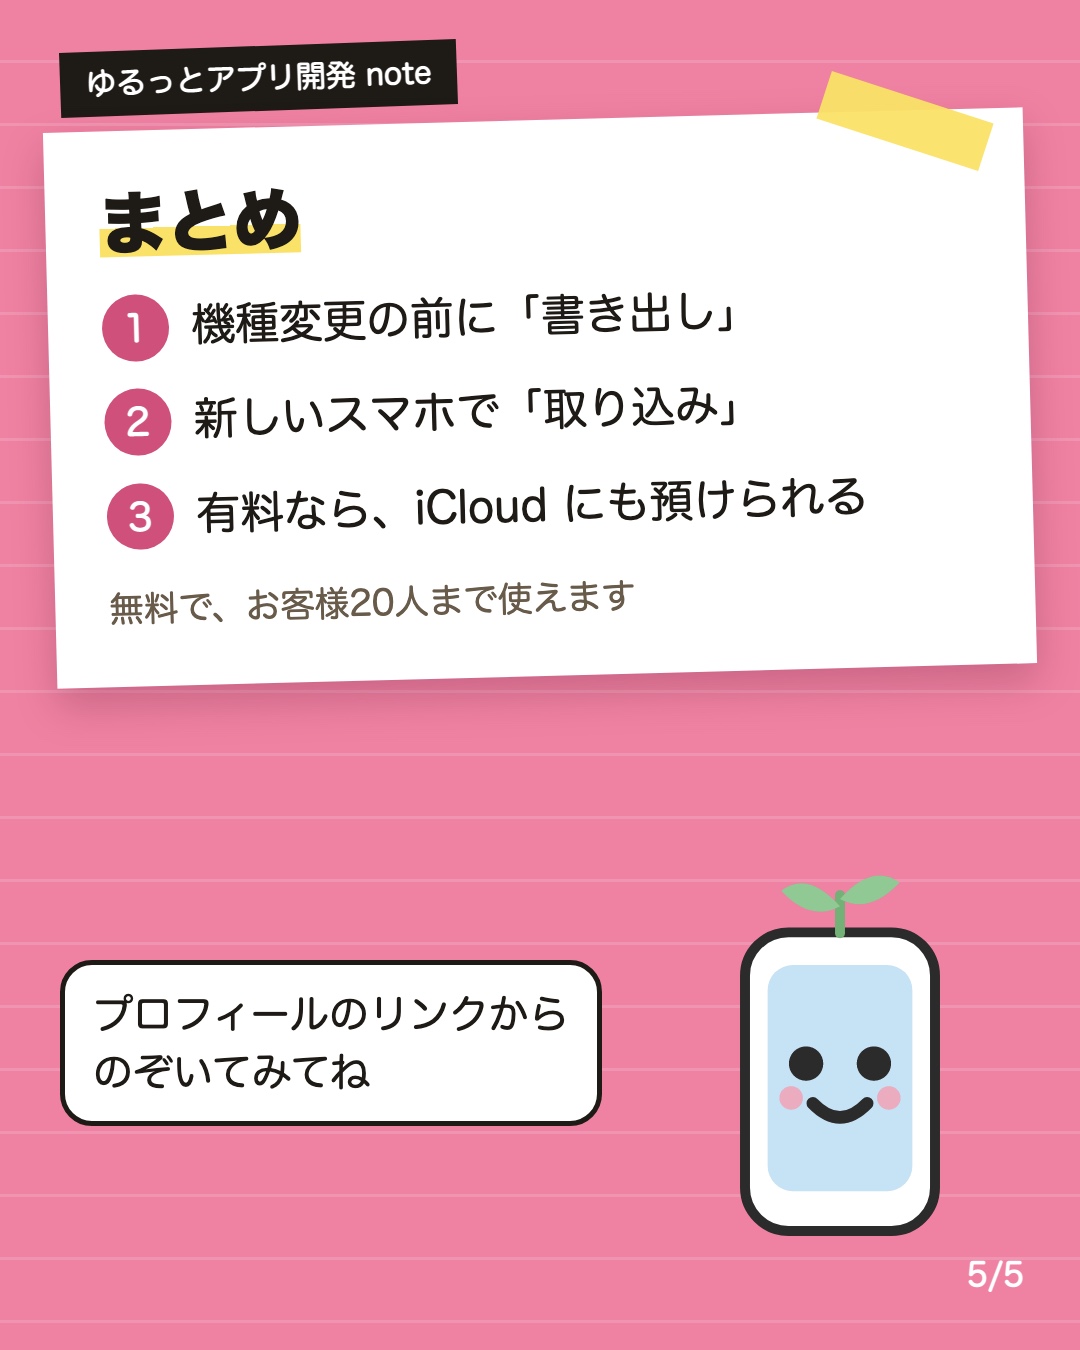 ゆるっとアプリ開発 note
まとめ
1 機種変更の前に「書き出し」
2 新しいスマホで「取り込み」
3 有料なら、iCloud にも預けられる
無料で、お客様20人まで使えます
プロフィールのリンクから
のぞいてみてね
5/5